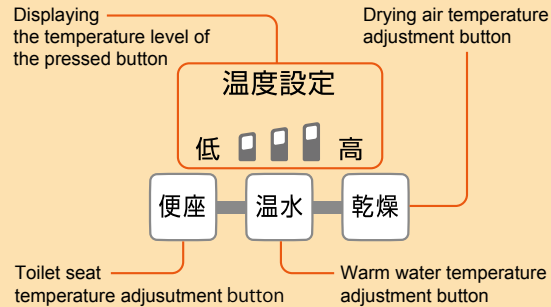 Displaying
the temperature level of
the pressed button
Drying air temperature
adjustment button
温度設定
低 高
便座 温水 乾燥
Toilet seat
temperature adjusutment button
Warm water temperature
adjustment button